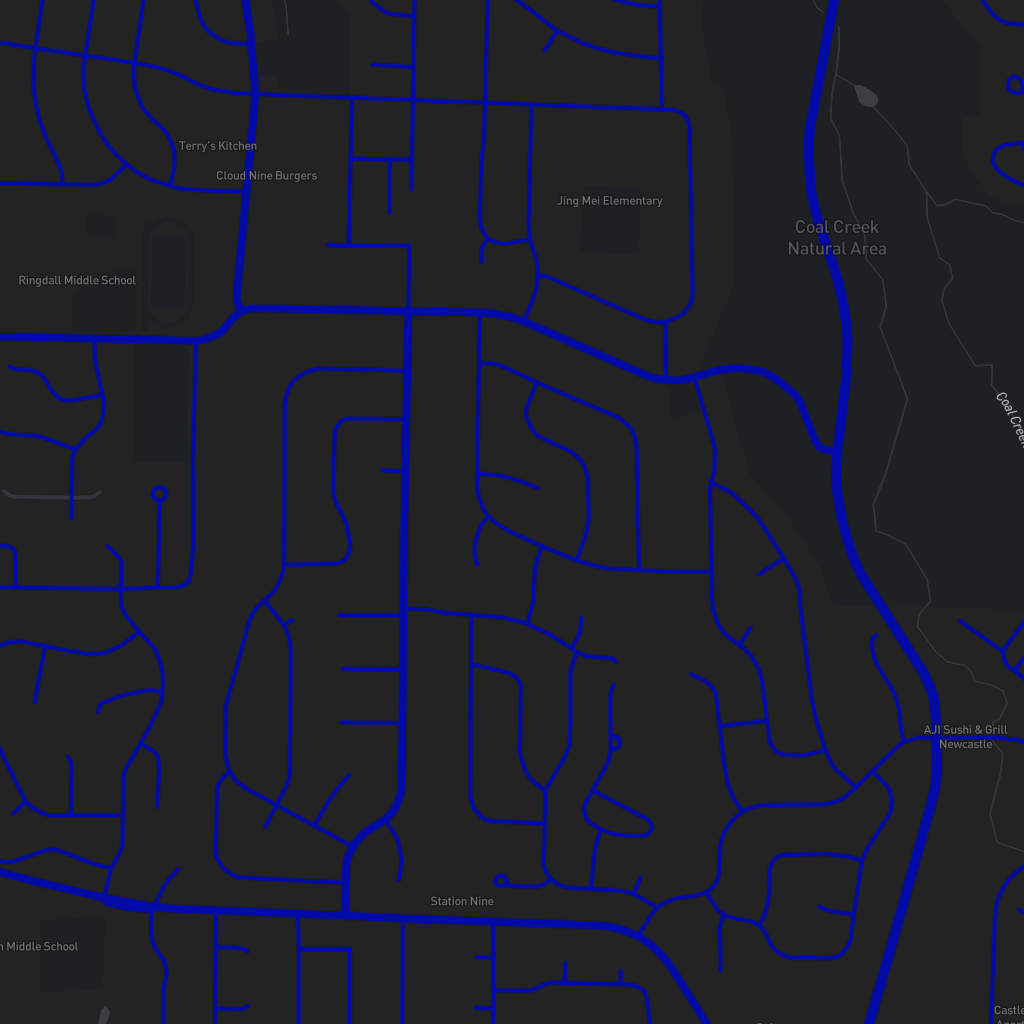 Terry's Kitchen
Cloud Nine Burgers
Jing Mei Elementary
Coal Creek
Natural Area
Ringdall Middle School
Coal Creek
AJI Sushi & Grill
Newcastle
Station Nine
Middle School
Castle